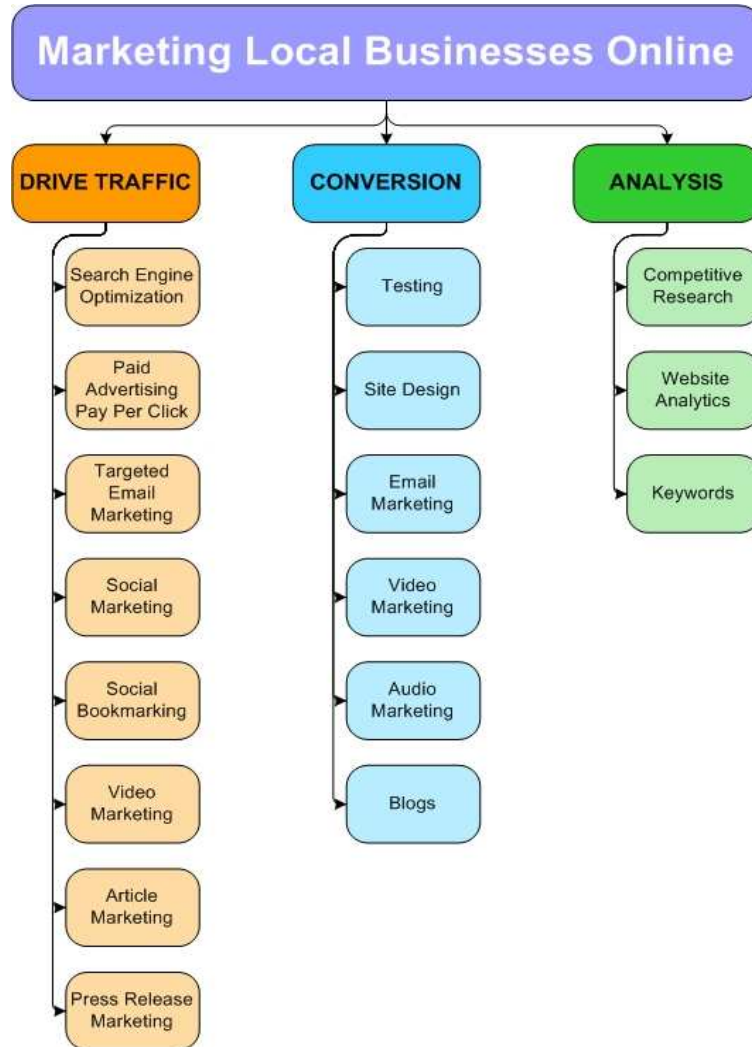 Marketing Local Businesses Online
DRIVE TRAFFIC
Search Engine
Optimization
Paid
Advertising
Pay Per Click
Targeted
Email
Marketing
Social
Marketing
Social
Bookmarking
Video
Marketing
Article
Marketing
Press Release
Marketing
CONVERSION
Testing
Site Design
Email
Marketing
Video
Marketing
Audio
Marketing
Blogs
ANALYSIS
Competitive
Research
Website
Analytics
Keywords